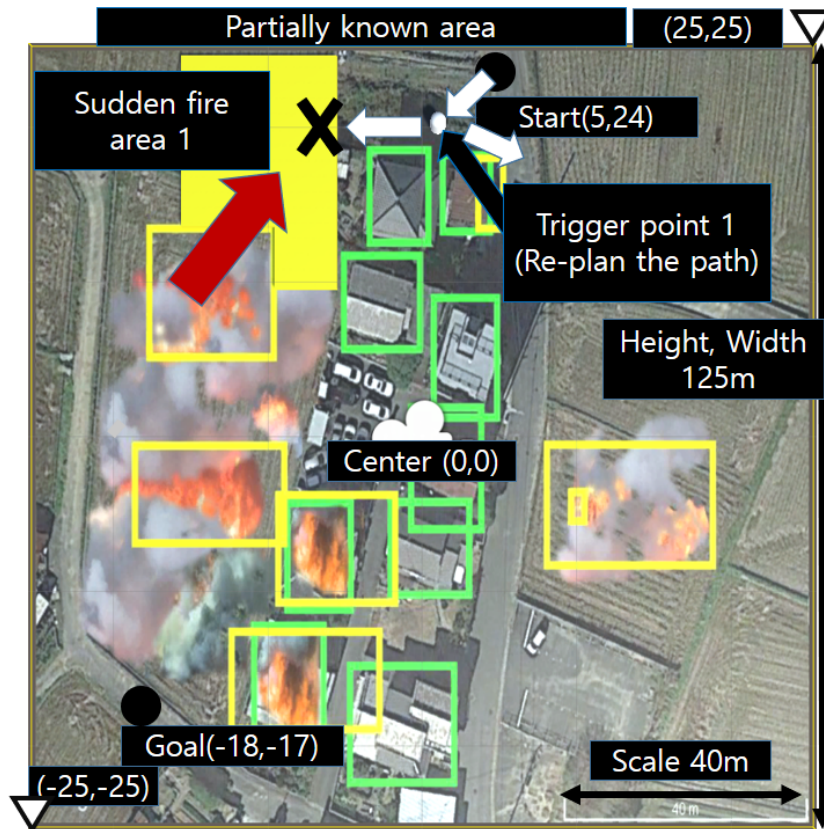 Partially known area
(25,25)
Sudden fire
area 1
X
Start(5,24)
Trigger point 1
(Re-plan the path)
Height, Width
125m
Center (0,0)
Goal(-18,-17)
(-25,-25)
Scale 40m
40 m